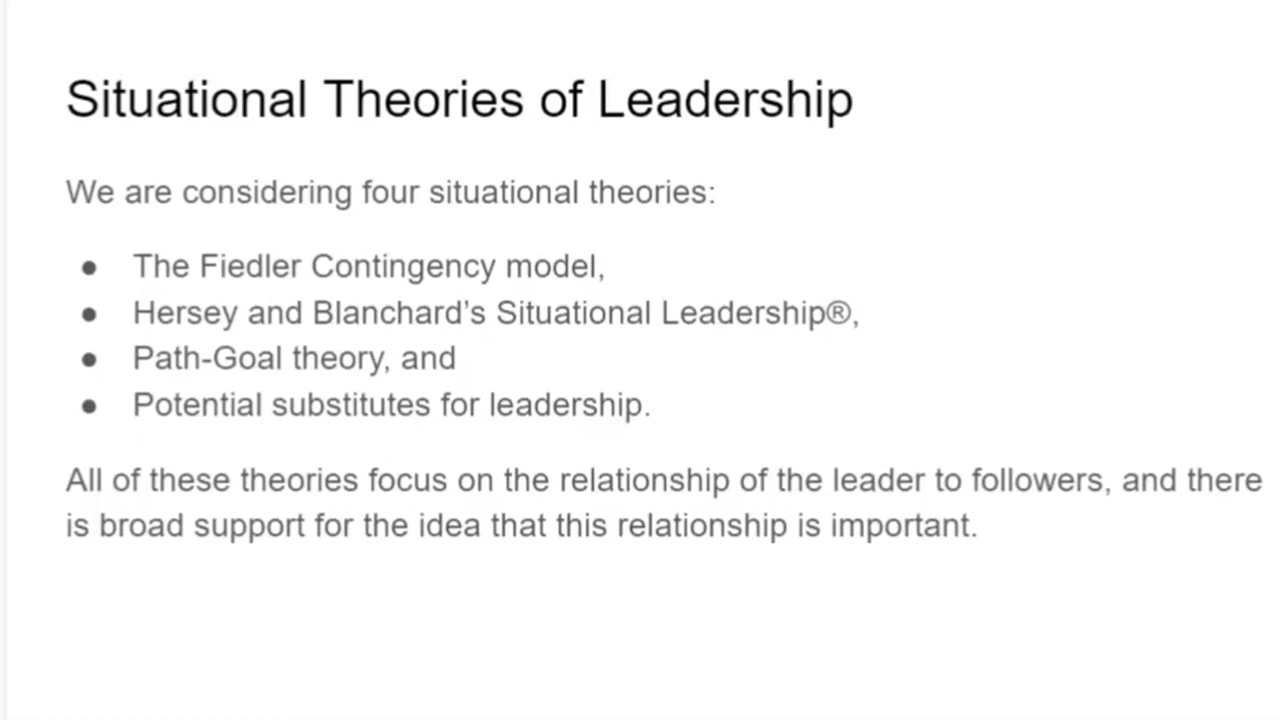 Situational Theories of Leadership
We are considering four situational theories:
● The Fiedler Contingency model,
● Hersey and Blanchard’s Situational Leadership®,
● Path-Goal theory, and
● Potential substitutes for leadership.
All of these theories focus on the relationship of the leader to followers, and there
is broad support for the idea that this relationship is important.